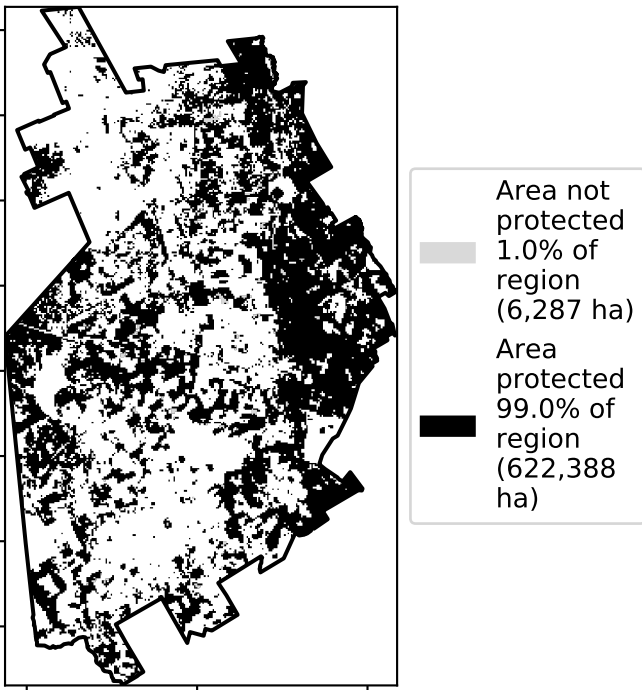 Area not
protected
1.0% of
region
(6,287 ha)
Area
protected
99.0% of
region
(622,388
ha)